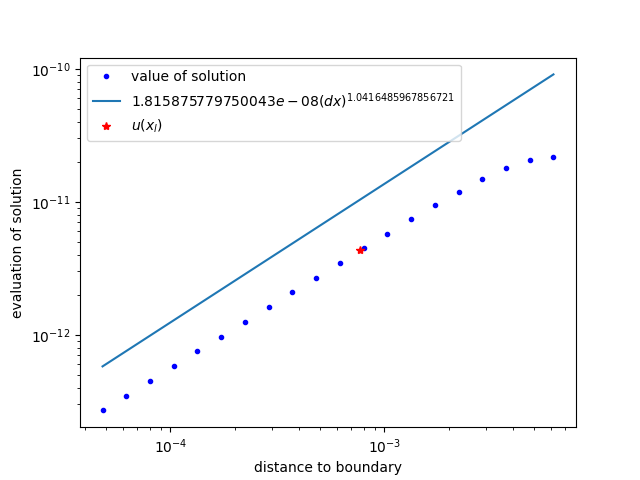 10⁻¹⁰
10⁻¹¹
10⁻¹²
evaluation of solution
value of solution
1.815875779750043e − 08(dx)^1.0416485967856721
u(x_l)
10⁻⁴
10⁻³
distance to boundary